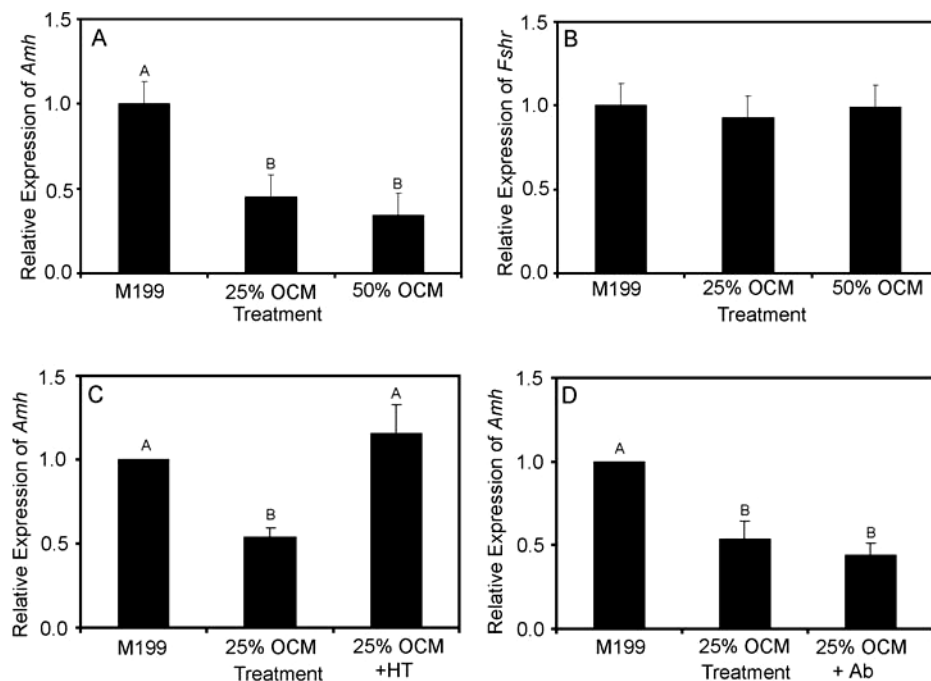 A
Relative Expression of Amh
1.5
1.0
0.5
0.0
A
B
B
M199
25% OCM
50% OCM
Treatment
B
Relative Expression of Fshr
1.5
1.0
0.5
0.0
M199
25% OCM
50% OCM
Treatment
C
Relative Expression of Amh
1.5
1.0
0.5
0.0
A
B
A
M199
25% OCM
25% OCM
+HT
Treatment
D
Relative Expression of Amh
1.5
1.0
0.5
0.0
A
B
B
M199
25% OCM
25% OCM
+ Ab
Treatment